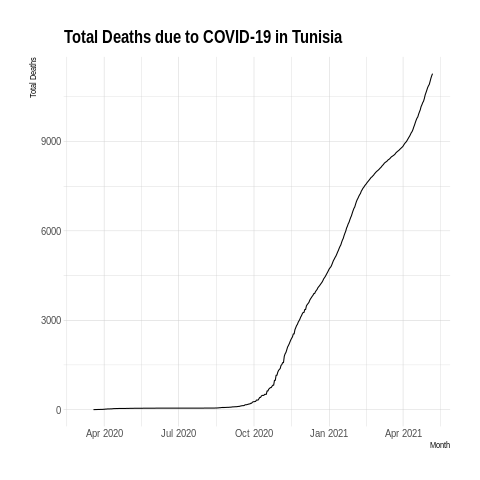 Total Deaths due to COVID-19 in Tunisia
Total Deaths
9000
6000
3000
0
Apr 2020 Jul 2020 Oct 2020 Jan 2021 Apr 2021
Month